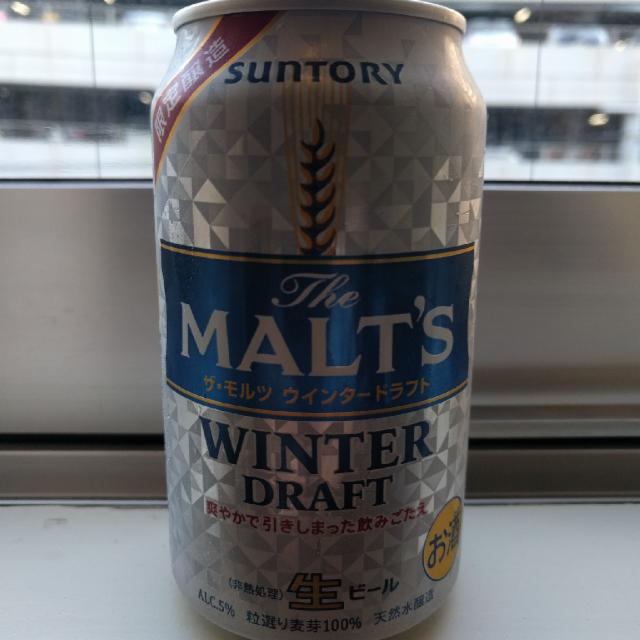 限定醸造
SUNTORY
The
MALT'S
ザ・モルツ ウインタードラフト
WINTER
DRAFT
爽やかで引きしまった飲みごたえ
お酒
(非熱処理) 生 ビール
ALC.5% 粒選り麦芽100% 天然水醸造